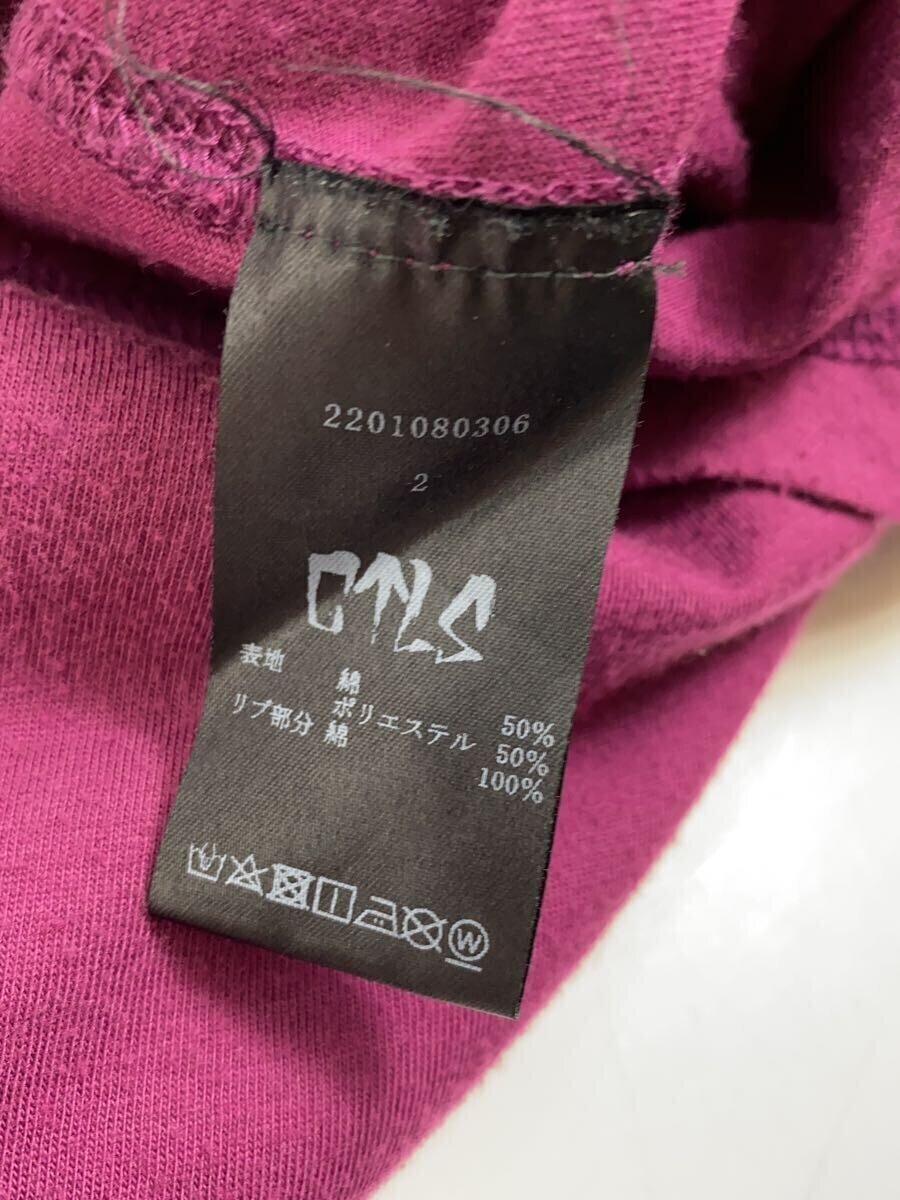 2201080306
2
CTLS
表地 綿 50%
ポリエステル 50%
リブ部分 綿 100%
W